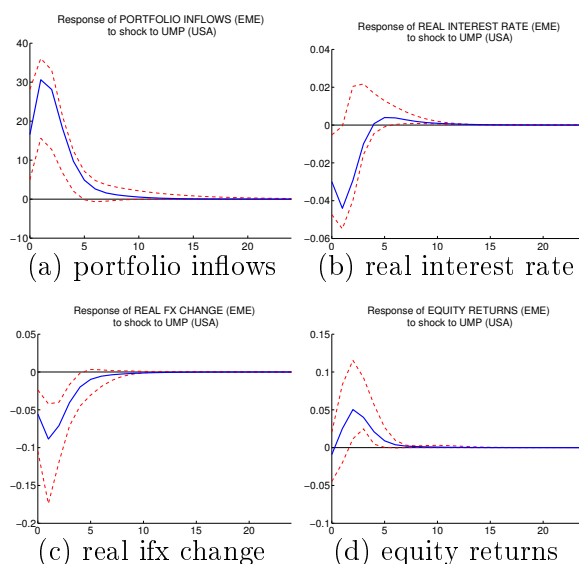 Response of PORTFOLIO INFLOWS (EME)
to shock to UMP (USA)
40
30
20
10
0
−10
0 5 10 15 20
(a) portfolio inflows
Response of REAL INTEREST RATE (EME)
to shock to UMP (USA)
0.04
0.02
0
−0.02
−0.04
−0.06
0 5 10 15 20
(b) real interest rate
Response of REAL FX CHANGE (EME)
to shock to UMP (USA)
0.05
0
−0.05
−0.1
−0.15
−0.2
0 5 10 15 20
(c) real ifx change
Response of EQUITY RETURNS (EME)
to shock to UMP (USA)
0.15
0.1
0.05
0
−0.05
−0.1
0 5 10 15 20
(d) equity returns